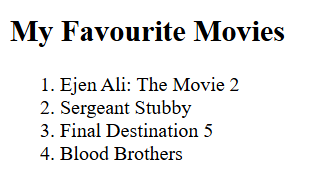 My Favourite Movies
1. Ejen Ali: The Movie 2
2. Sergeant Stubby
3. Final Destination 5
4. Blood Brothers